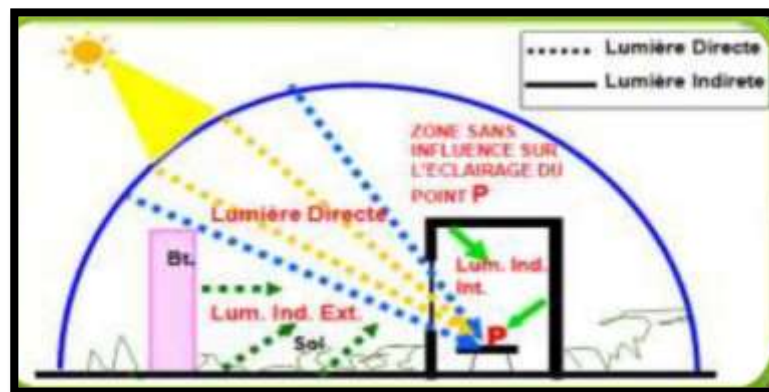 Lumière Directe
Lumière Indirete
ZONE SANS
INFLUENCE SUR
L'ECLAIRAGE DU
POINT P
Lumière Directe
Bt.
Lum. Ind.
Int.
Lum. Ind. Ext.
P
Sol